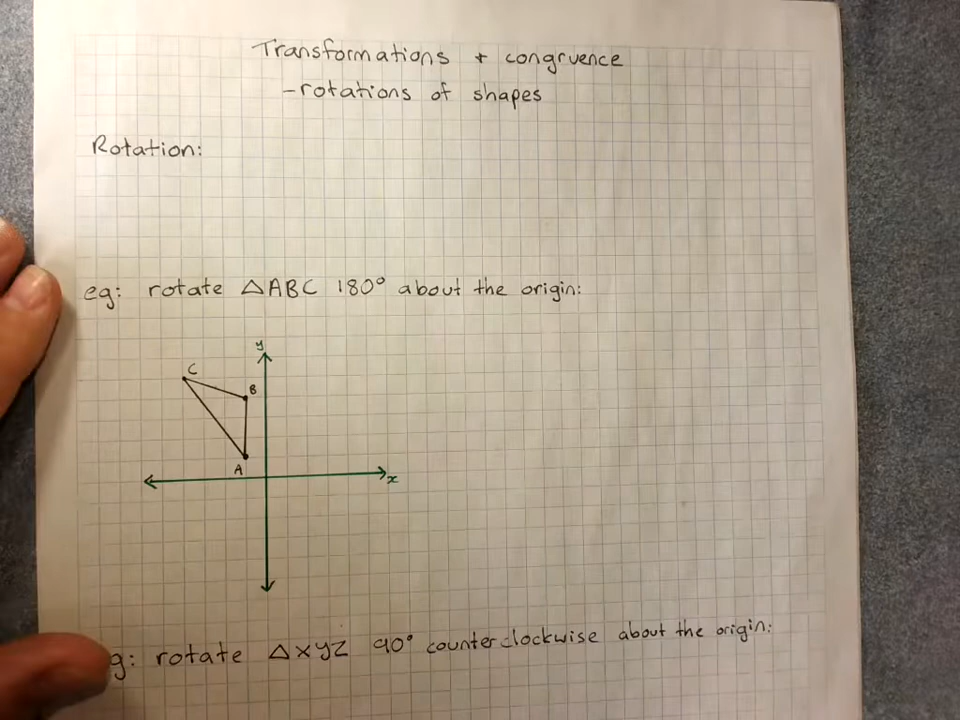 Transformations + congruence
- rotations of shapes
Rotation:
eg: rotate △ABC 180° about the origin:
y
C
B
A
x
g: rotate △XYZ 90° counterclockwise about the origin: